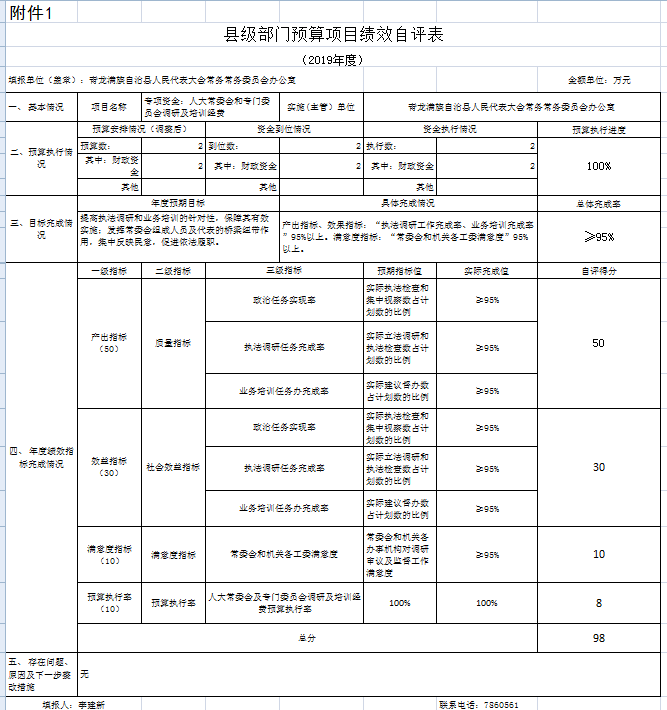 附件1
县级部门预算项目绩效自评表
(2019年度)
填报单位（盖章）：青龙满族自治县人民代表大会常务常务委员会办公室 金额单位：万元
一、 基本情况 项目名称 专项资金：人大常委会和专门委
员会调研及培训经费 实施(主管）单位 青龙满族自治县人民代表大会常务常务委员会办公室
二、预算执行情
况 预算安排情况（调整后） 资金到位情况 资金执行情况 预算执行进度
预算数： 2 到位数： 2 执行数： 2 100%
其中：财政资
金 2 其中：财政资金 2 其中：财政资金 2
其他 其他 其他
三、目标完成情
况 年度预期目标 具体完成情况 总体完成率
提高执法调研和业务培训的针对性，保障其有效
实施；发挥常委会组成人员及代表的桥梁纽带作
用，集中反映民意，促进依法履职。
产出指标、效果指标：“执法调研工作完成率、业务培训完成率
”95%以上。满意度指标：“常委会和机关各工委满意度”95%
以上。
≥95%
四、 年度绩效指
标完成情况 一级指标 二级指标 三级指标 预期指标值 实际完成值 自评得分
产出指标
（50） 质量指标 政治任务实现率 实际执法检查和
集中视察数占计
划数的比例 ≥95% 50
执法调研任务完成率 实际立法调研和
执法检查数占计
划数的比例 ≥95%
业务培训任务办完成率 实际建议督办数
占计划数的比例 ≥95%
效益指标
（30） 社会效益指标 政治任务完成率 实际执法检查和
集中视察数占计
划数的比例 ≥95% 30
执法调研任务完成率 实际立法调研和
执法检查数占计
划数的比例 ≥95%
业务培训任务办完成率 实际建议督办数
占计划数的比例 ≥95%
满意度指标
（10） 满意度指标 常委会和机关各工委满意度 常委会和机关各
办事机构对调研
审议及监督工作
满意度 ≥95% 10
预算执行率
（10） 预算执行率 人大常委会及专门委员会调研及培训经
费预算执行率 100% 100% 8
总分 98
五、 存在问题、
原因及下一步整
改措施 无
填报人：李建新 联系电话：7860561